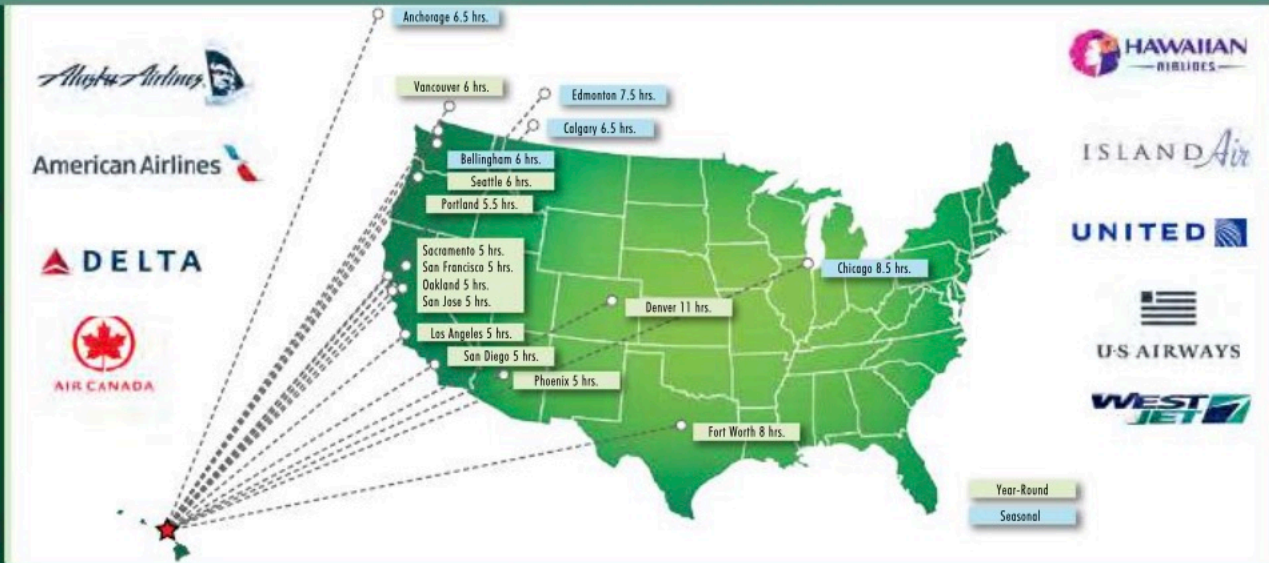 Anchorage 6.5 hrs.
Alaska Airlines
HAWAIIAN
AIRLINES
Vancouver 6 hrs.
Edmonton 7.5 hrs.
Calgary 6.5 hrs.
American Airlines
Bellingham 6 hrs.
Seattle 6 hrs.
Portland 5.5 hrs.
ISLAND Air
DELTA
UNITED
Sacramento 5 hrs.
San Francisco 5 hrs.
Oakland 5 hrs.
San Jose 5 hrs.
Chicago 8.5 hrs.
Denver 11 hrs.
Los Angeles 5 hrs.
San Diego 5 hrs.
Phoenix 5 hrs.
AIR CANADA
U·S AIRWAYS
WESTJET
Fort Worth 8 hrs.
Year-Round
Seasonal